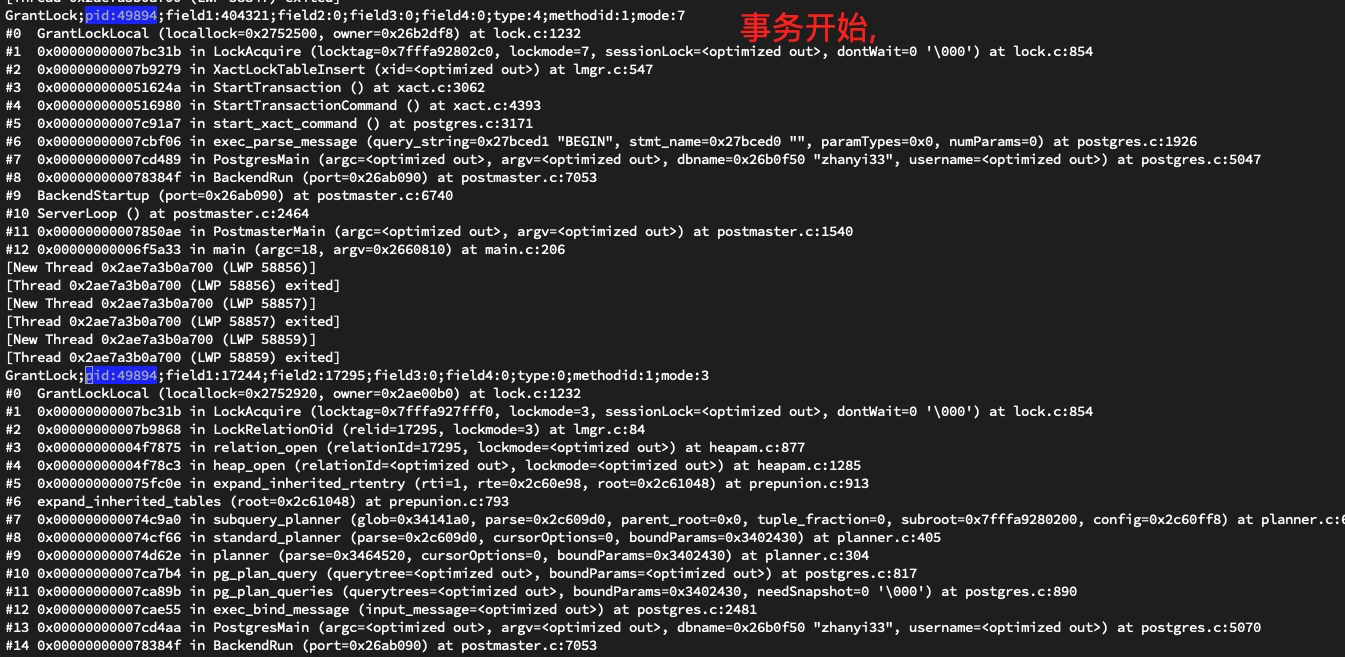 GrantLock;pid:49894;field1:404321;field2:0;field3:0;field4:0;type:4;methodid:1;mode:7
事务开始,
#0  GrantLockLocal (locallock=0x2752500, owner=0x26b2df8) at lock.c:1232
#1  0x00000000007bc31b in LockAcquire (locktag=0x7fffa92802c0, lockmode=7, sessionLock=<optimized out>, dontWait=0 '\000') at lock.c:854
#2  0x00000000007b9279 in XactLockTableInsert (xid=<optimized out>) at lmgr.c:547
#3  0x000000000051624a in StartTransaction () at xact.c:3062
#4  0x0000000000516980 in StartTransactionCommand () at xact.c:4393
#5  0x00000000007c91a7 in start_xact_command () at postgres.c:3171
#6  0x00000000007cbf06 in exec_parse_message (query_string=0x27bced1 "BEGIN", stmt_name=0x27bced0 "", paramTypes=0x0, numParams=0) at postgres.c:1926
#7  0x00000000007cd489 in PostgresMain (argc=<optimized out>, argv=<optimized out>, dbname=0x26b0f50 "zhanyi33", username=<optimized out>) at postgres.c:5047
#8  0x000000000078384f in BackendRun (port=0x26ab090) at postmaster.c:7053
#9  BackendStartup (port=0x26ab090) at postmaster.c:6740
#10 ServerLoop () at postmaster.c:2464
#11 0x00000000007850ae in PostmasterMain (argc=<optimized out>, argv=<optimized out>) at postmaster.c:1540
#12 0x00000000006f5a33 in main (argc=18, argv=0x2660810) at main.c:206
[New Thread 0x2ae7a3b0a700 (LWP 58856)]
[Thread 0x2ae7a3b0a700 (LWP 58856) exited]
[New Thread 0x2ae7a3b0a700 (LWP 58857)]
[Thread 0x2ae7a3b0a700 (LWP 58857) exited]
[New Thread 0x2ae7a3b0a700 (LWP 58859)]
[Thread 0x2ae7a3b0a700 (LWP 58859) exited]
GrantLock;pid:49894;field1:17244;field2:17295;field3:0;field4:0;type:0;methodid:1;mode:3
#0  GrantLockLocal (locallock=0x2752920, owner=0x2ae00b0) at lock.c:1232
#1  0x00000000007bc31b in LockAcquire (locktag=0x7fffa927fff0, lockmode=3, sessionLock=<optimized out>, dontWait=0 '\000') at lock.c:854
#2  0x00000000007b9868 in LockRelationOid (relid=17295, lockmode=3) at lmgr.c:84
#3  0x00000000004f7875 in relation_open (relationId=17295, lockmode=<optimized out>) at heapam.c:877
#4  0x00000000004f78c3 in heap_open (relationId=<optimized out>, lockmode=<optimized out>) at heapam.c:1285
#5  0x000000000075fc0e in expand_inherited_rtentry (rti=1, rte=0x2c60e98, root=0x2c61048) at prepunion.c:913
#6  expand_inherited_tables (root=0x2c61048) at prepunion.c:793
#7  0x000000000074c9a0 in subquery_planner (glob=0x34141a0, parse=0x2c609d0, parent_root=0x0, tuple_fraction=0, subroot=0x7fffa9280200, config=0x2c60ff8) at planner.c:
#8  0x000000000074cf66 in standard_planner (parse=0x2c609d0, cursorOptions=0, boundParams=0x3402430) at planner.c:405
#9  0x000000000074d62e in planner (parse=0x3464520, cursorOptions=0, boundParams=0x3402430) at planner.c:304
#10 0x00000000007ca7b4 in pg_plan_query (querytree=<optimized out>, boundParams=<optimized out>) at postgres.c:817
#11 0x00000000007ca89b in pg_plan_queries (querytrees=<optimized out>, boundParams=0x3402430, needSnapshot=0 '\000') at postgres.c:890
#12 0x00000000007cae55 in exec_bind_message (input_message=<optimized out>) at postgres.c:2481
#13 0x00000000007cd4aa in PostgresMain (argc=<optimized out>, argv=<optimized out>, dbname=0x26b0f50 "zhanyi33", username=<optimized out>) at postgres.c:5070
#14 0x000000000078384f in BackendRun (port=0x26ab090) at postmaster.c:7053